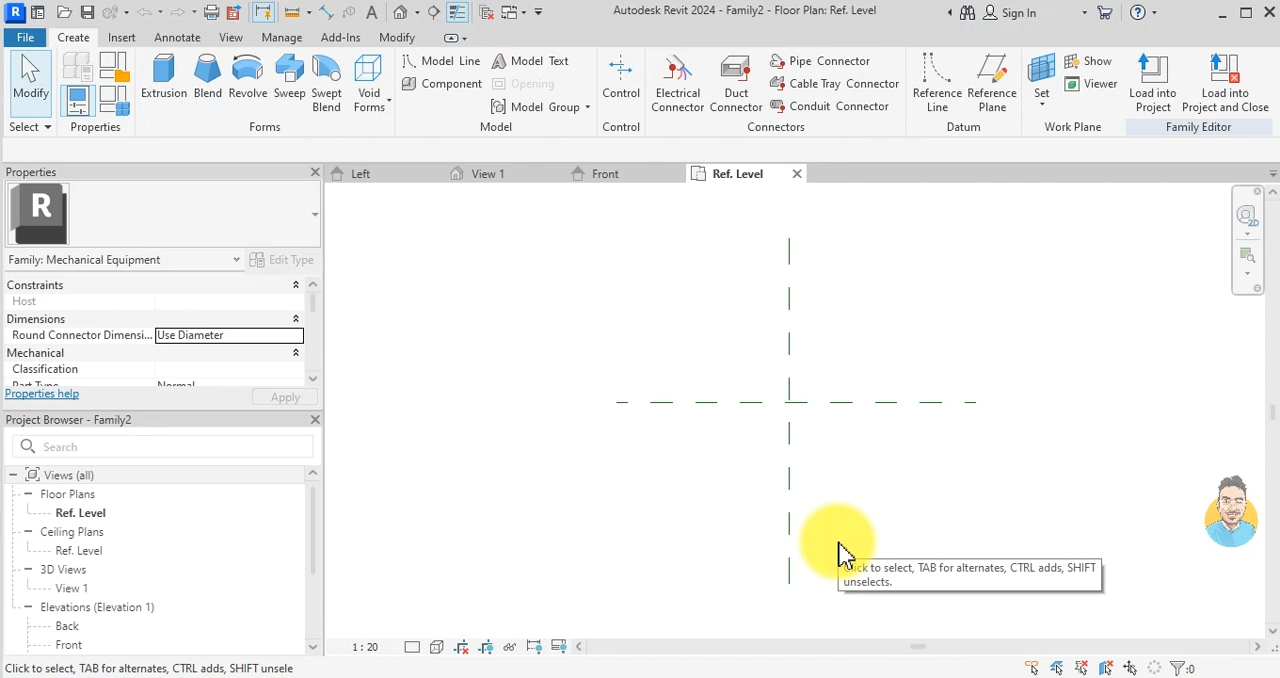 R
Autodesk Revit 2024 - Family2 - Floor Plan: Ref. Level
Sign In
File Create Insert Annotate View Manage Add-Ins Modify
Modify
Select
Properties
Extrusion Blend Revolve Sweep Swept Blend Void Forms
Forms
Model Line Model Text
Component Opening
Model Group
Model
Control
Control
Electrical Connector Duct Connector
Pipe Connector
Cable Tray Connector
Conduit Connector
Connectors
Reference Line Reference Plane
Datum
Set Show
Viewer
Work Plane
Load into Project Load into Project and Close
Family Editor
Properties
Left View 1 Front Ref. Level
R
2D
Family: Mechanical Equipment Edit Type
Constraints
Host
Dimensions
Round Connector Dimensi... Use Diameter
Mechanical
Classification
Part Type Normal
Properties help Apply
Project Browser - Family2
Search
Views (all)
Floor Plans
Ref. Level
Ceiling Plans
Ref. Level
3D Views
View 1
Elevations (Elevation 1)
Back
Front
Click to select, TAB for alternates, CTRL adds, SHIFT
unselects.
1 : 20
Click to select, TAB for alternates, CTRL adds, SHIFT unsele
:0